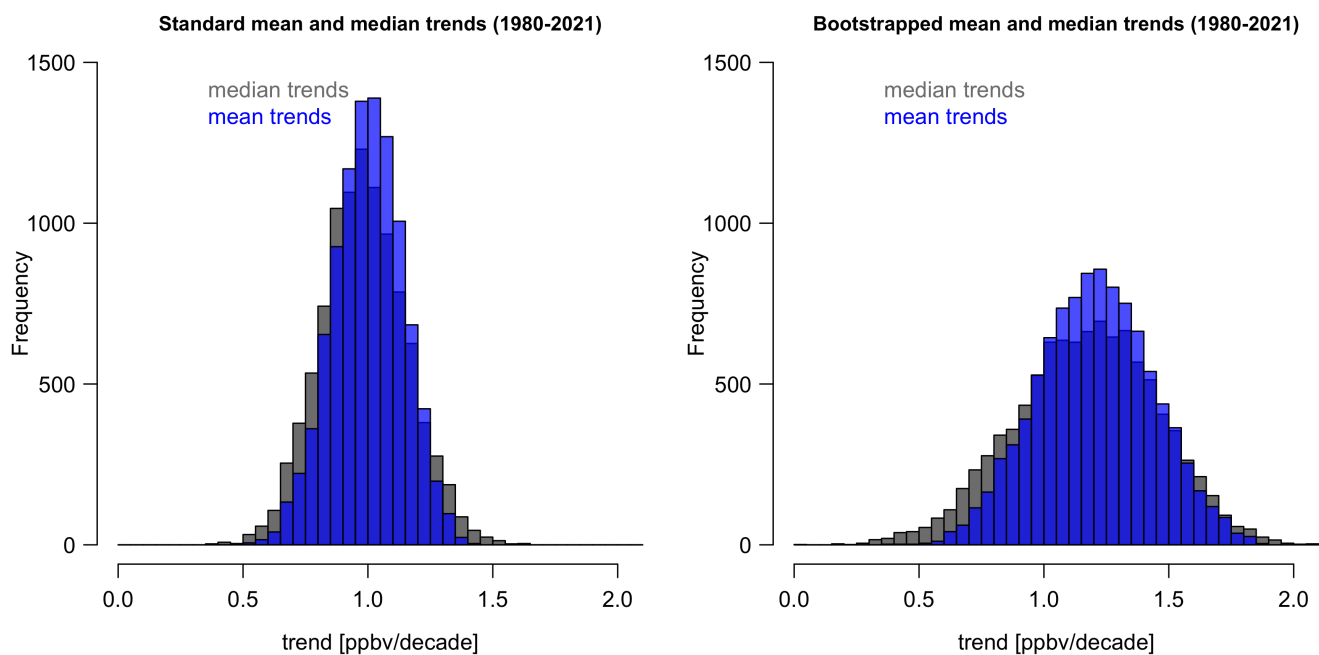 Standard mean and median trends (1980-2021)
1500
1000
500
0
Frequency
median trends
mean trends
0.0 0.5 1.0 1.5 2.0
trend [ppbv/decade]
Bootstrapped mean and median trends (1980-2021)
1500
1000
500
0
Frequency
median trends
mean trends
0.0 0.5 1.0 1.5 2.0
trend [ppbv/decade]